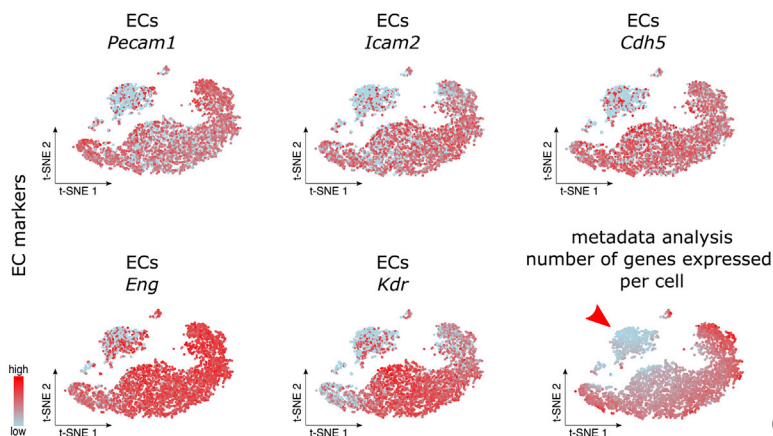 ECs
Pecam1
ECs
Icam2
ECs
Cdh5
t-SNE 2
t-SNE 1
t-SNE 2
t-SNE 1
t-SNE 2
t-SNE 1
EC markers
ECs
Eng
ECs
Kdr
metadata analysis
number of genes expressed
per cell
high
low
t-SNE 2
t-SNE 1
t-SNE 2
t-SNE 1
t-SNE 2
t-SNE 1